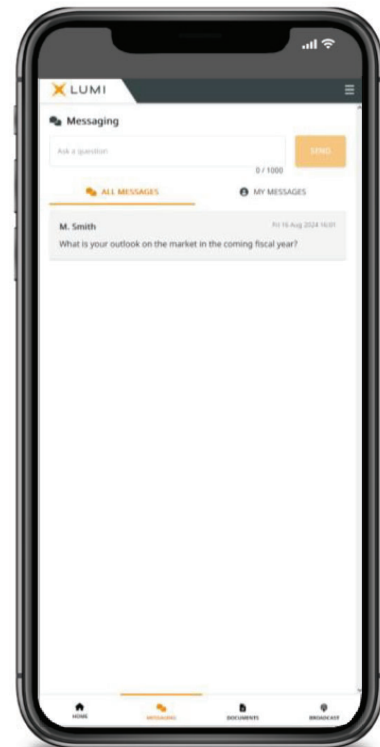 LUMI
Messaging
Ask a question
SEND
0 / 1000
ALL MESSAGES
MY MESSAGES
M. Smith
Fri 16 Aug 2024 16:01
What is your outlook on the market in the coming fiscal year?
HOME
MESSAGING
DOCUMENTS
BROADCAST